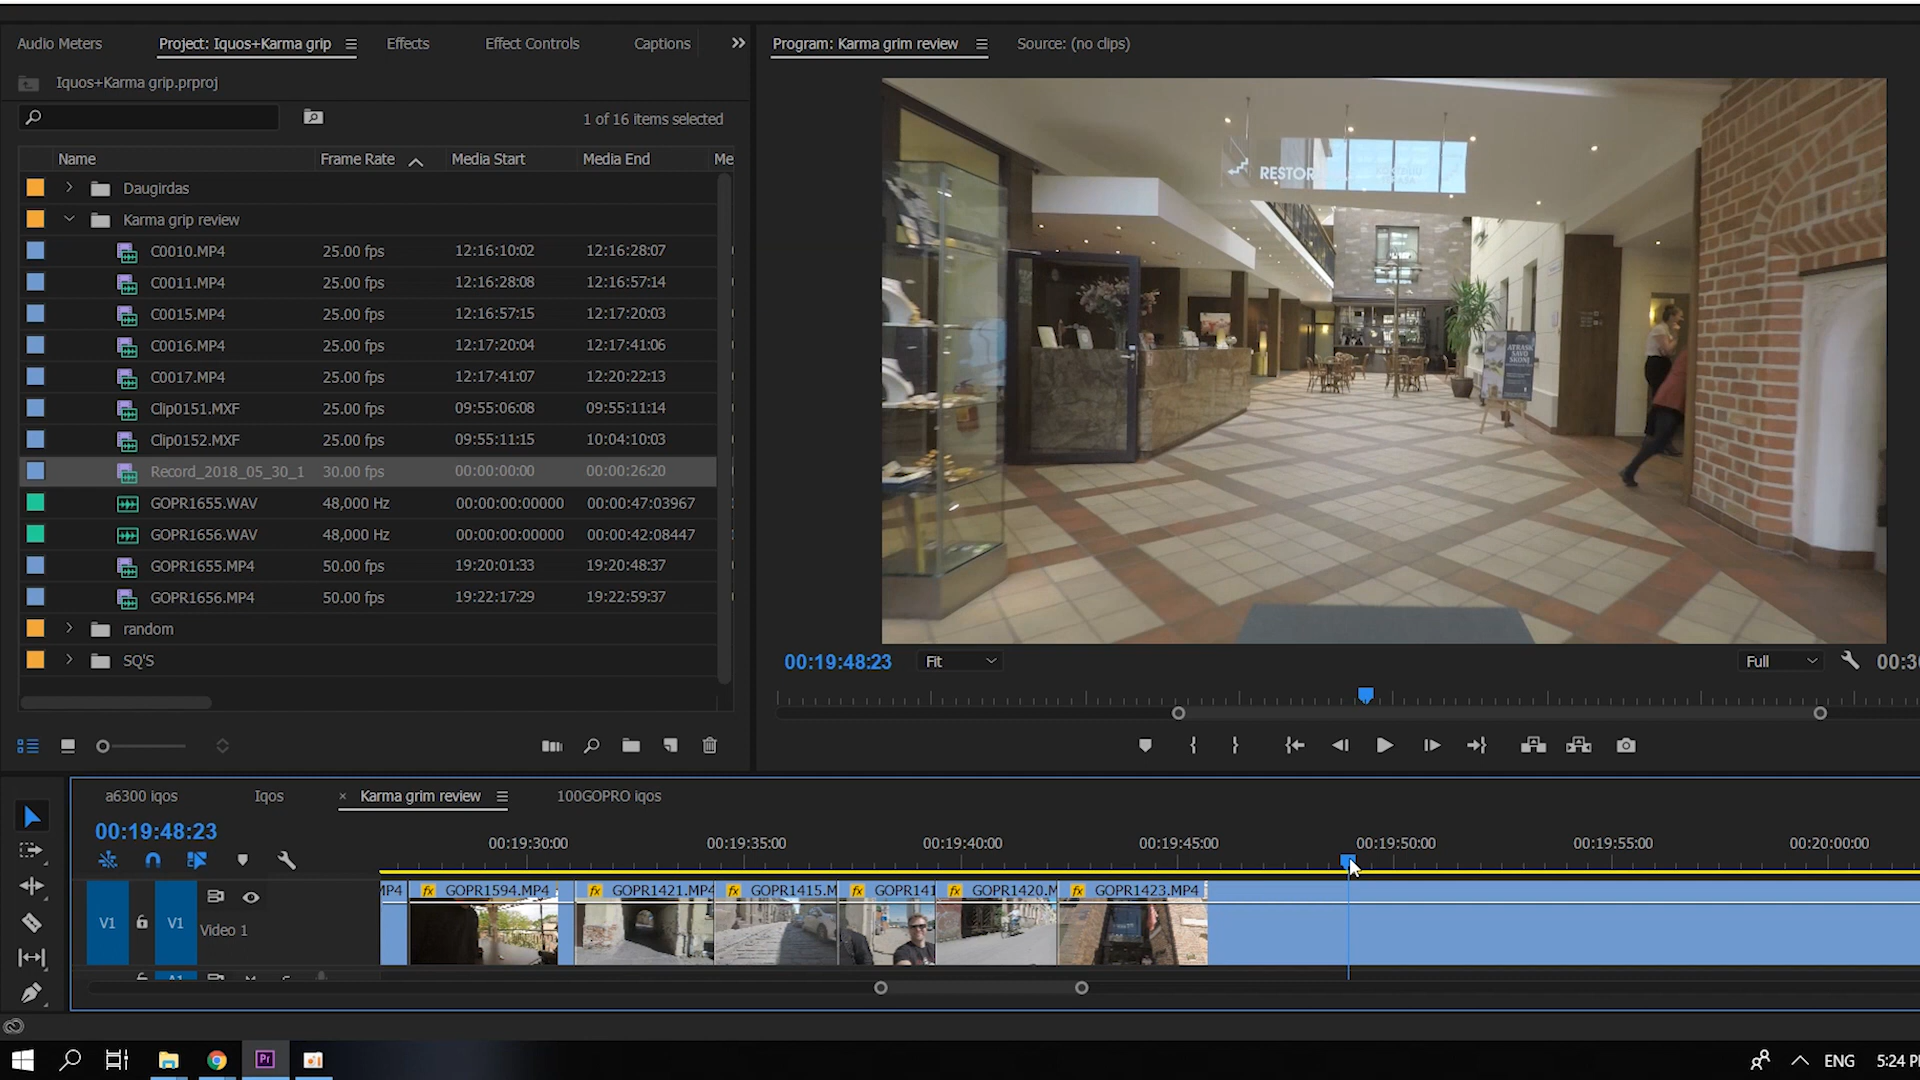 Audio Meters Project: Iquos+Karma grip Effects Effect Controls Captions
Program: Karma grim review Source: (no clips)
Iquos+Karma grip.prproj
1 of 16 items selected
Name Frame Rate Media Start Media End Me
Daugirdas
Karma grip review
C0010.MP4 25.00 fps 12:16:10:02 12:16:28:07
C0011.MP4 25.00 fps 12:16:28:08 12:16:57:14
C0015.MP4 25.00 fps 12:16:57:15 12:17:20:03
C0016.MP4 25.00 fps 12:17:20:04 12:17:41:06
C0017.MP4 25.00 fps 12:17:41:07 12:20:22:13
Clip0151.MXF 25.00 fps 09:55:06:08 09:55:11:14
Clip0152.MXF 25.00 fps 09:55:11:15 10:04:10:03
Record_2018_05_30_1 30.00 fps 00:00:00:00 00:00:26:20
GOPR1655.WAV 48,000 Hz 00:00:00:00000 00:00:47:03967
GOPR1656.WAV 48,000 Hz 00:00:00:00000 00:00:42:08447
GOPR1655.MP4 50.00 fps 19:20:01:33 19:20:48:37
GOPR1656.MP4 50.00 fps 19:22:17:29 19:22:59:37
random
SQ'S
RESTOR
ATRASK
SAVO
SKONĮ
00:19:48:23 Fit Full 00:30
a6300 iqos Iqos × Karma grim review 100GOPRO iqos
00:19:48:23
00:19:30:00 00:19:35:00 00:19:40:00 00:19:45:00 00:19:50:00 00:19:55:00 00:20:00:00
MP4 fx GOPR1594.MP4 fx GOPR1421.MP4 fx GOPR1415.M fx GOPR141 fx GOPR1420.M fx GOPR1423.MP4
V1 V1 Video 1
A1 M S
Pr ENG 5:24 P